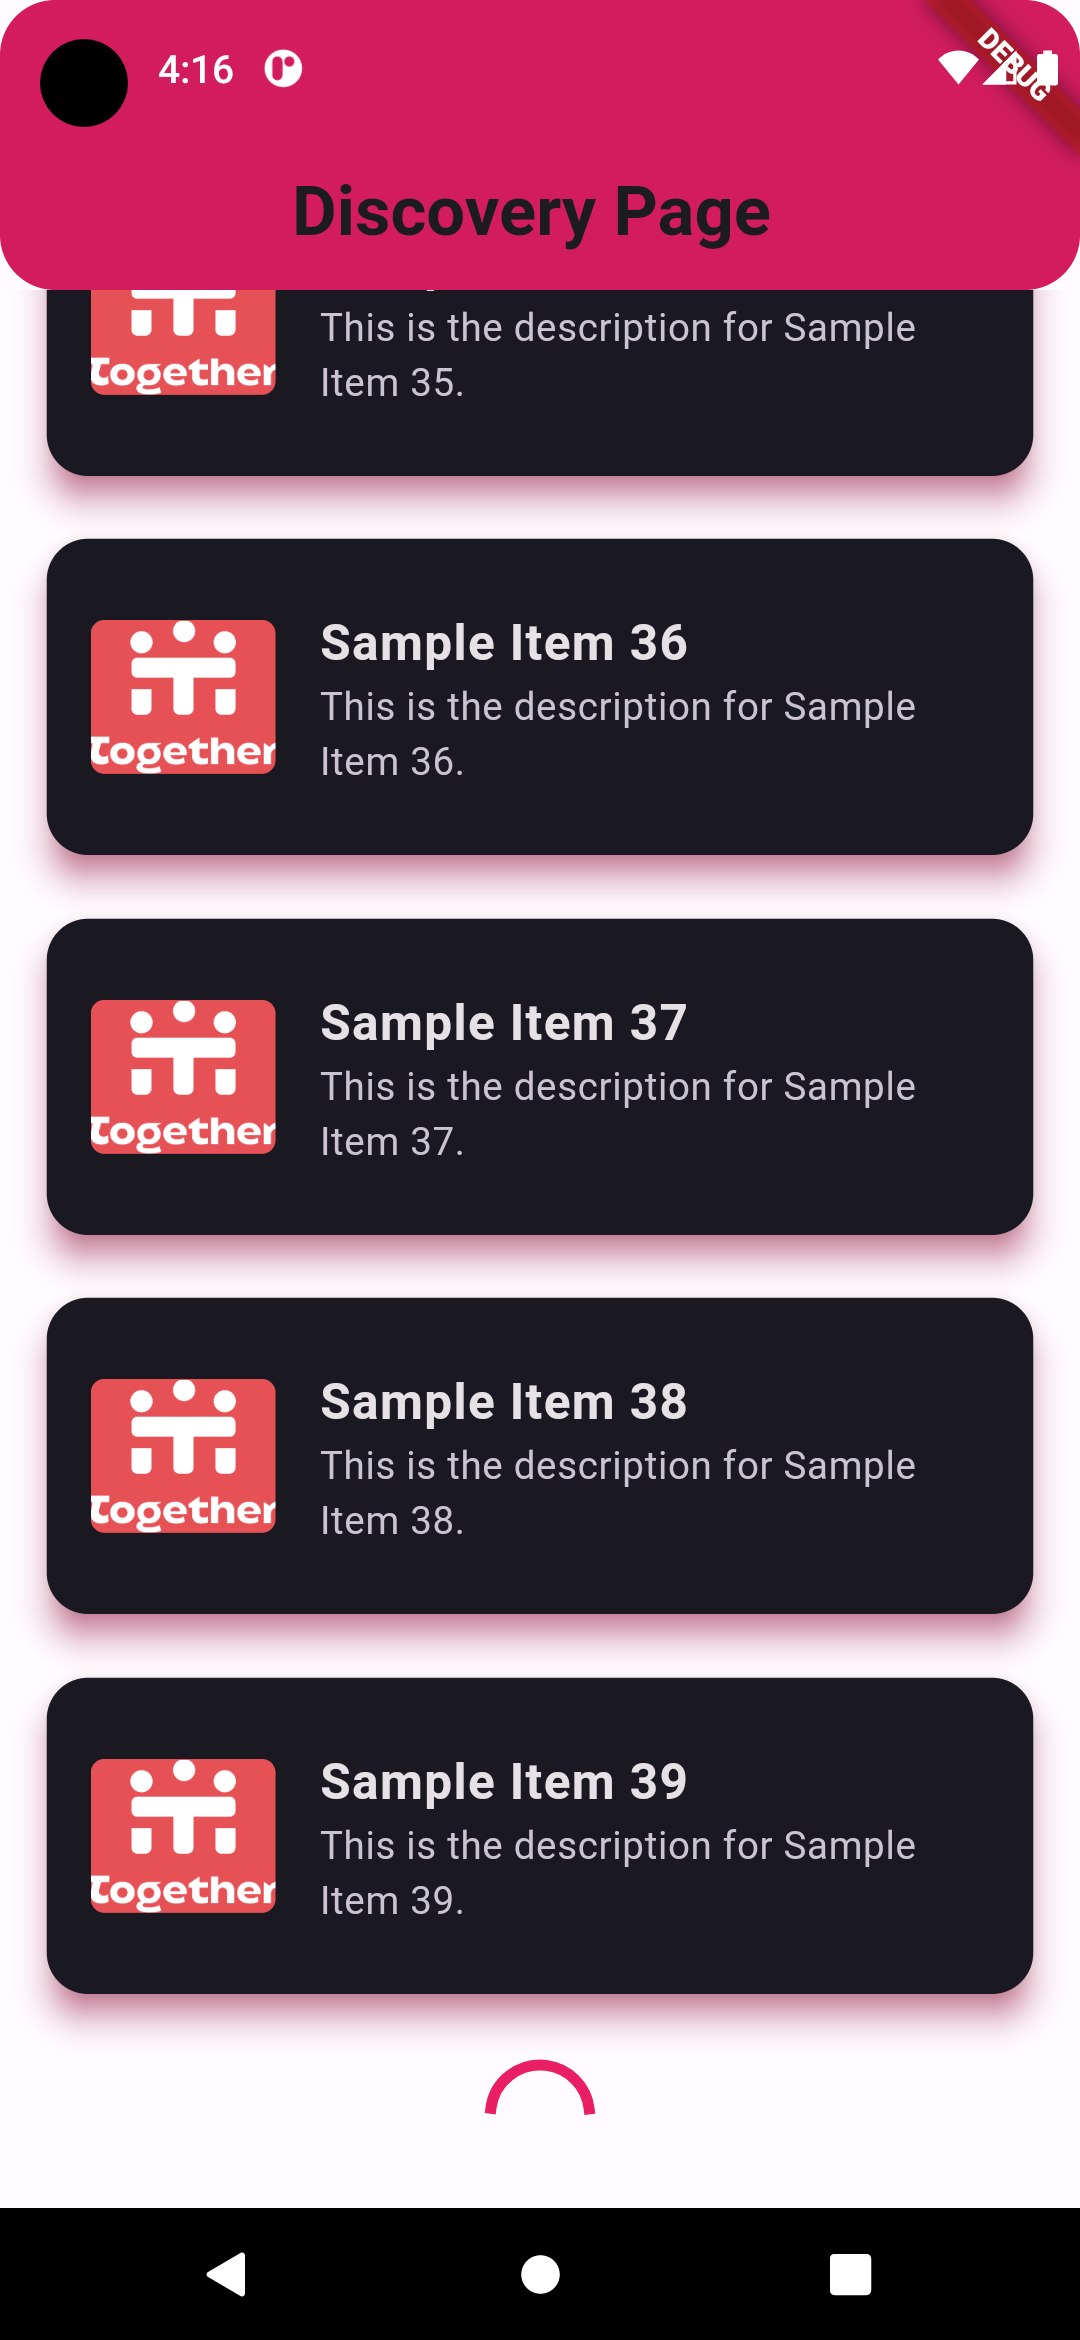 4:16
DEBUG
Discovery Page
This is the description for Sample
Item 35.
together
Sample Item 36
This is the description for Sample
Item 36.
together
Sample Item 37
This is the description for Sample
Item 37.
together
Sample Item 38
This is the description for Sample
Item 38.
together
Sample Item 39
This is the description for Sample
Item 39.
together